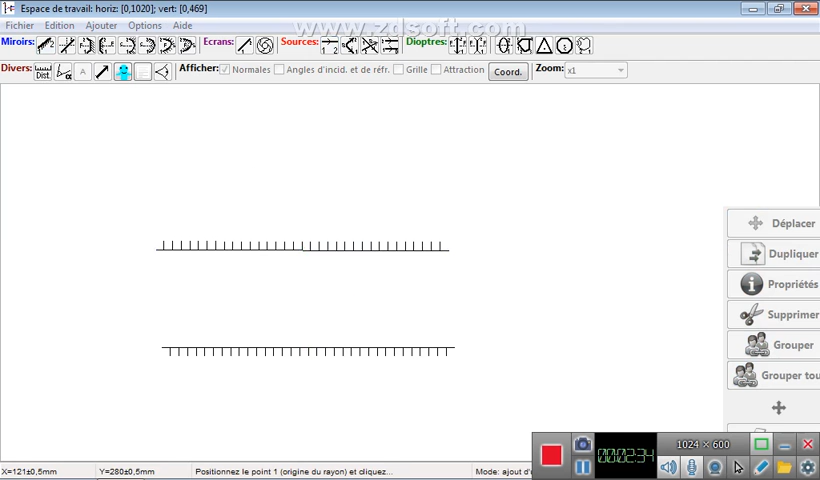 Espace de travail: horiz: [0,1020]; vert: [0,469]
www.zdsoft.com
Fichier Edition Ajouter Options Aide
Miroirs: Ecrans: Sources: Dioptres:
Divers: Dist. A Afficher: Normales Angles d'incid. et de réfr. Grille Attraction Coord. Zoom: x1
Déplacer
Dupliquer
Propriétés
Supprimer
Grouper
Grouper tou
1024 × 600
00:02:34
X=121±0,5mm Y=280±0,5mm Positionnez le point 1 (origine du rayon) et cliquez... Mode: ajout d'